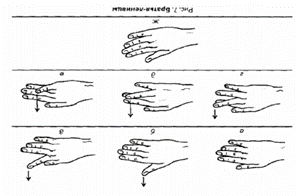 а б в
г д е
ж
Рис. 7. Братья-ленивцы